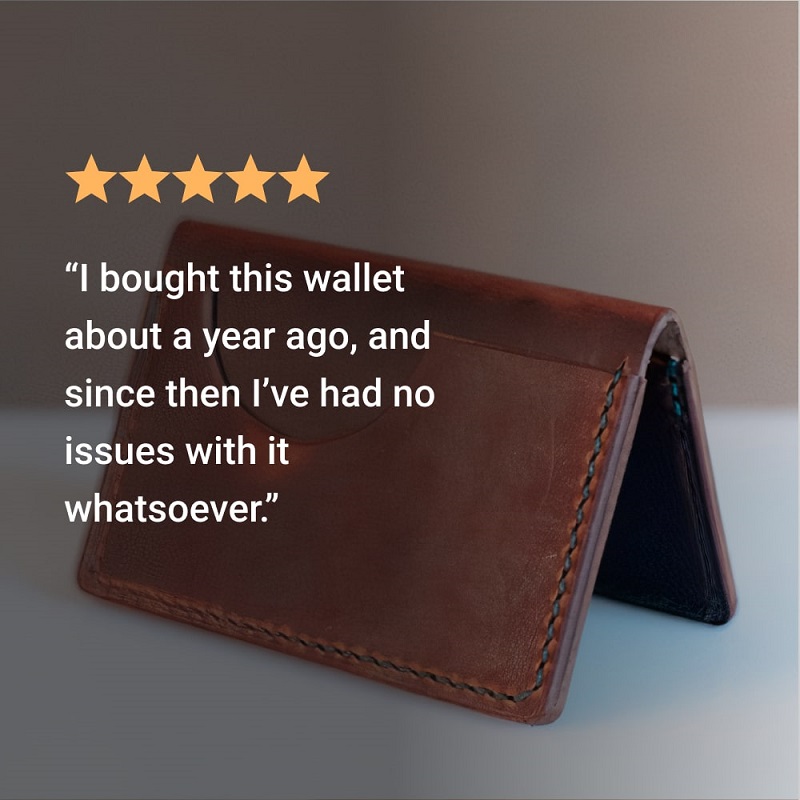 “I bought this wallet
about a year ago, and
since then I’ve had no
issues with it
whatsoever.”